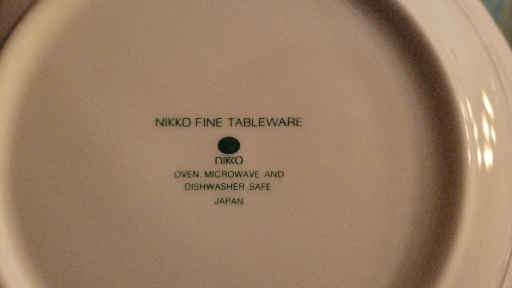 NIKKO FINE TABLEWARE
nikko
OVEN, MICROWAVE AND
DISHWASHER SAFE
JAPAN